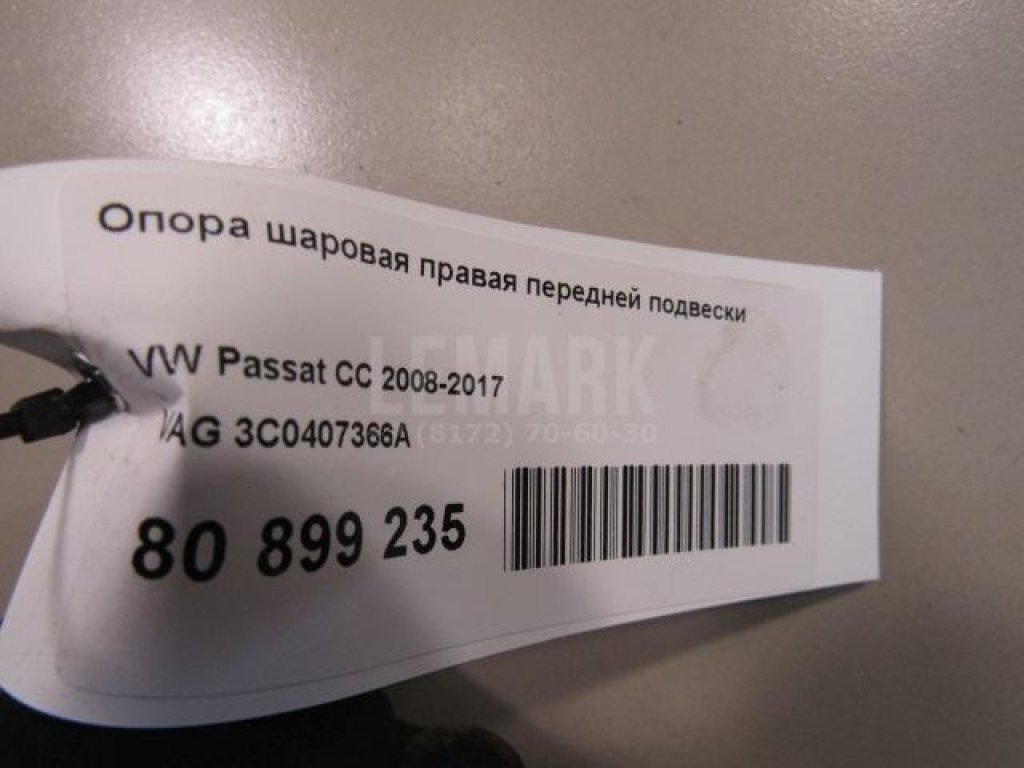 Опора шаровая правая передней подвески
VW Passat CC 2008-2017
VAG 3C0407366A
80 899 235
LEMARK
(8172) 70-60-30